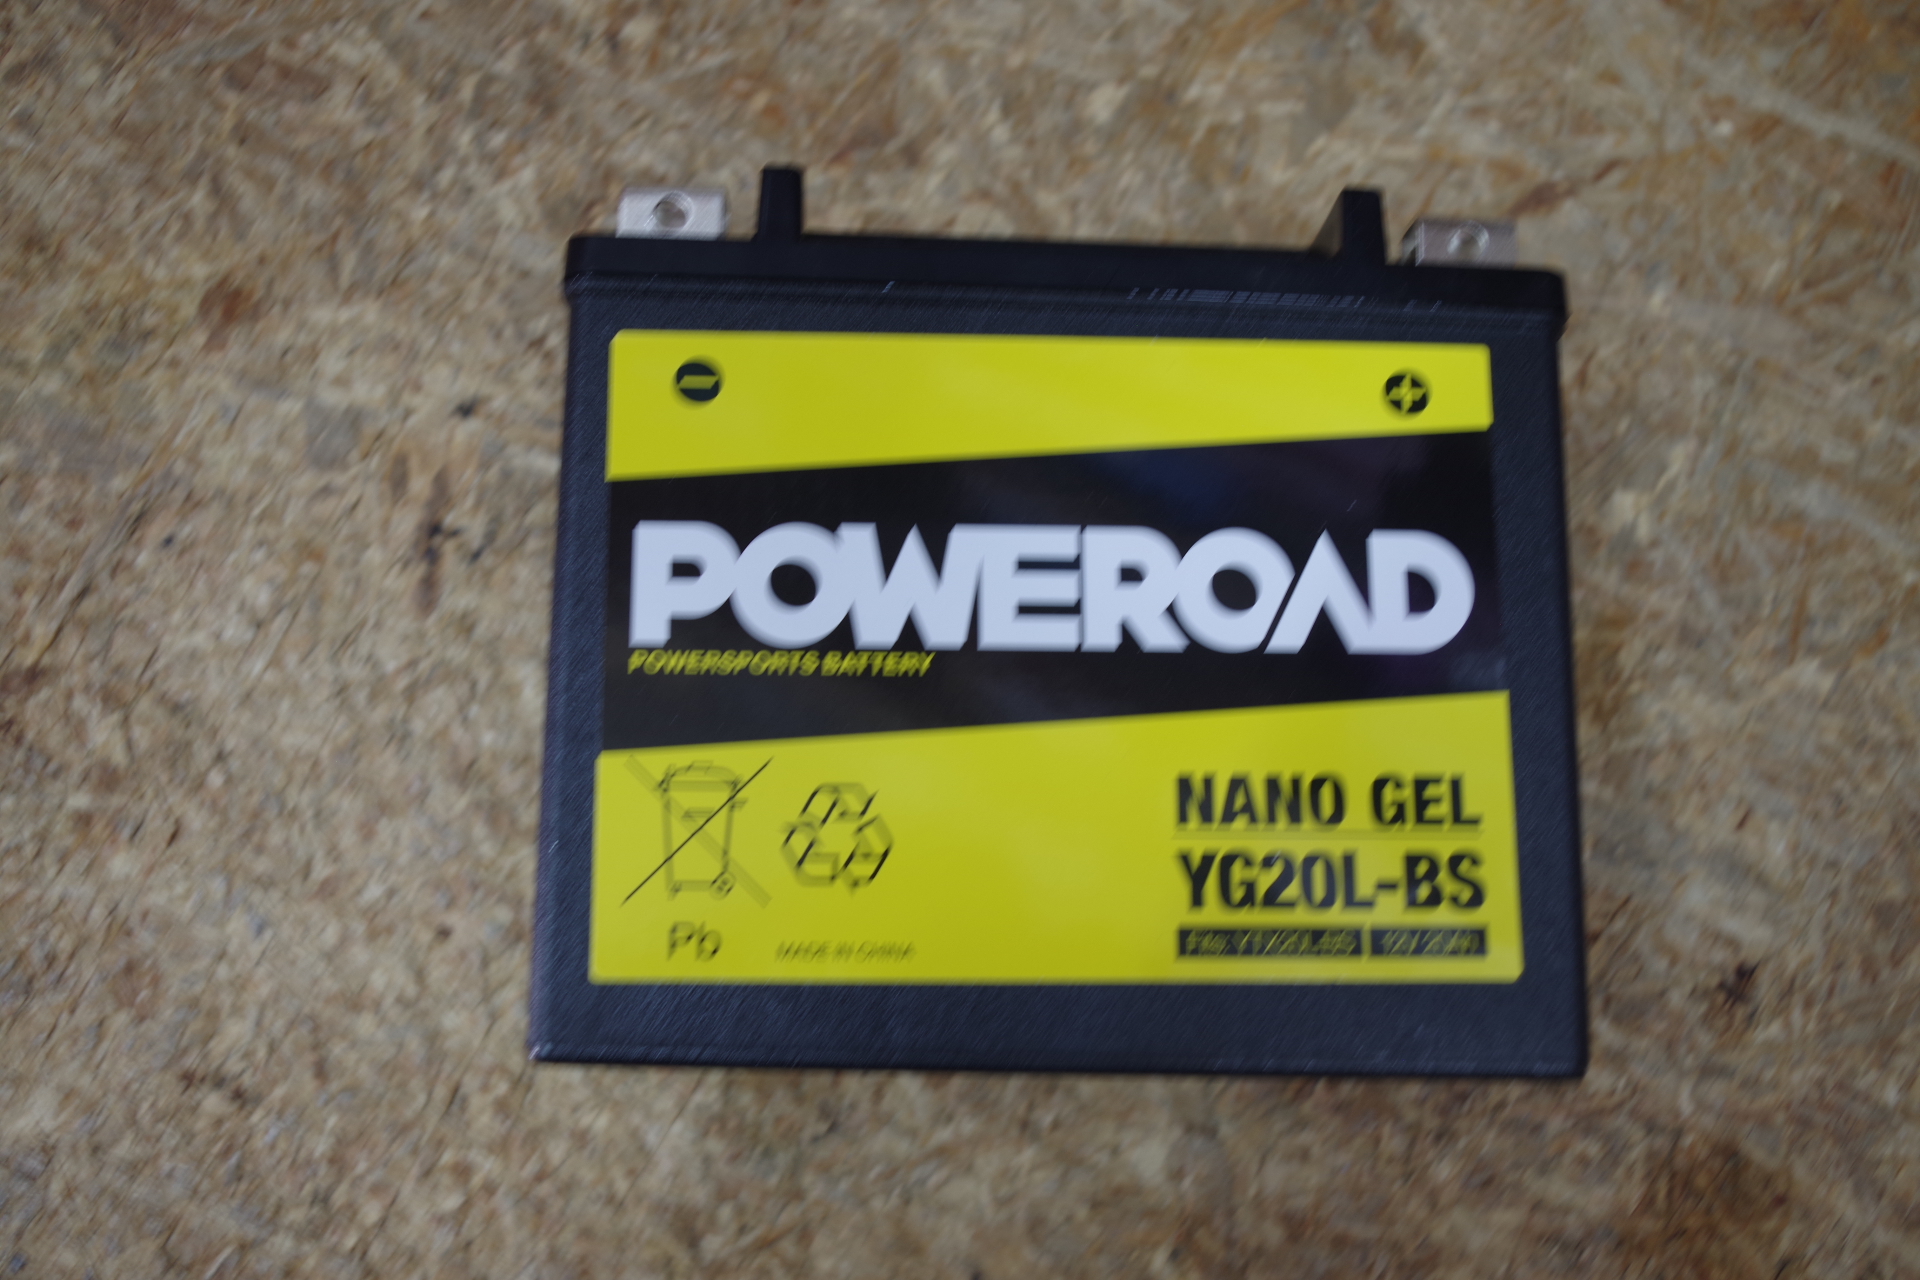 POWEROAD
POWERSPORTS BATTERY
NANO GEL
YG20L-BS
Pb
MADE IN CHINA